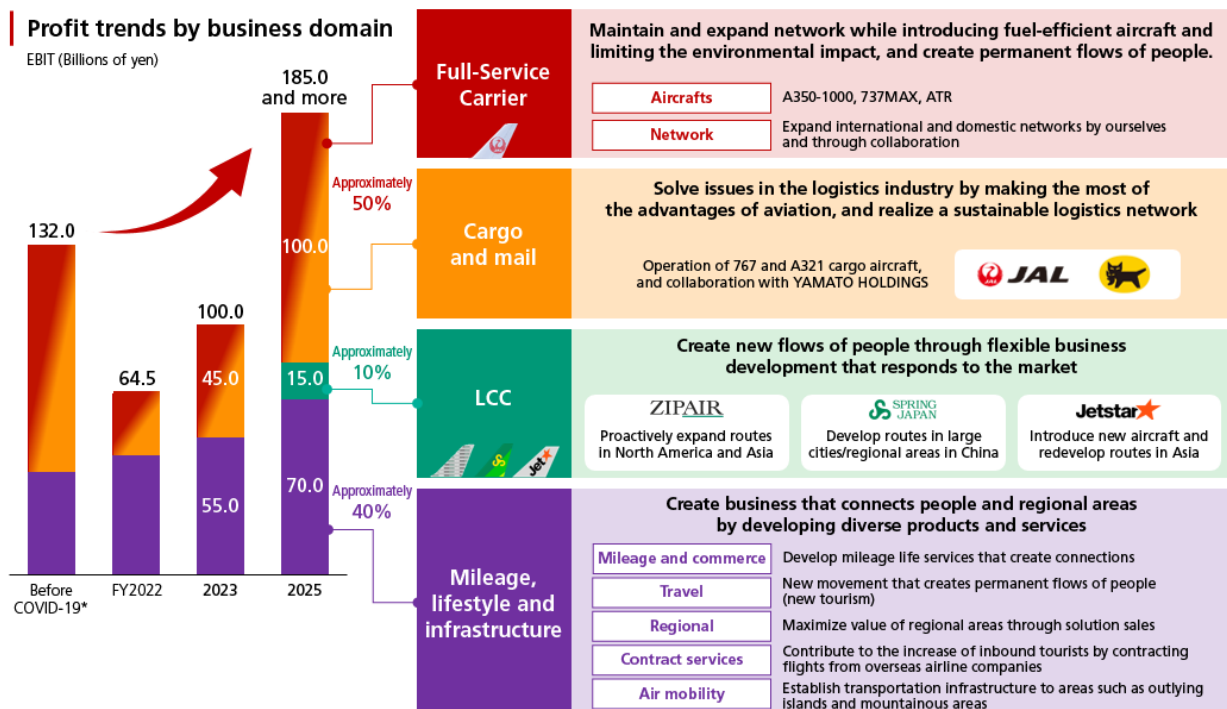 Profit trends by business domain
EBIT (Billions of yen)
132.0
64.5
100.0
45.0
55.0
185.0
and more
100.0
15.0
70.0
Before
COVID-19*
FY2022
2023
2025
Approximately
50%
Approximately
10%
Approximately
40%
Full-Service
Carrier
Maintain and expand network while introducing fuel-efficient aircraft and
limiting the environmental impact, and create permanent flows of people.
Aircrafts
A350-1000, 737MAX, ATR
Network
Expand international and domestic networks by ourselves
and through collaboration
Cargo
and mail
Solve issues in the logistics industry by making the most of
the advantages of aviation, and realize a sustainable logistics network
Operation of 767 and A321 cargo aircraft,
and collaboration with YAMATO HOLDINGS
JAL
LCC
Jet
Create new flows of people through flexible business
development that responds to the market
ZIPAIR
Proactively expand routes
in North America and Asia
SPRING
JAPAN
Develop routes in large
cities/regional areas in China
Jetstar
Introduce new aircraft and
redevelop routes in Asia
Mileage,
lifestyle and
infrastructure
Create business that connects people and regional areas
by developing diverse products and services
Mileage and commerce
Develop mileage life services that create connections
Travel
New movement that creates permanent flows of people
(new tourism)
Regional
Maximize value of regional areas through solution sales
Contract services
Contribute to the increase of inbound tourists by contracting
flights from overseas airline companies
Air mobility
Establish transportation infrastructure to areas such as outlying
islands and mountainous areas